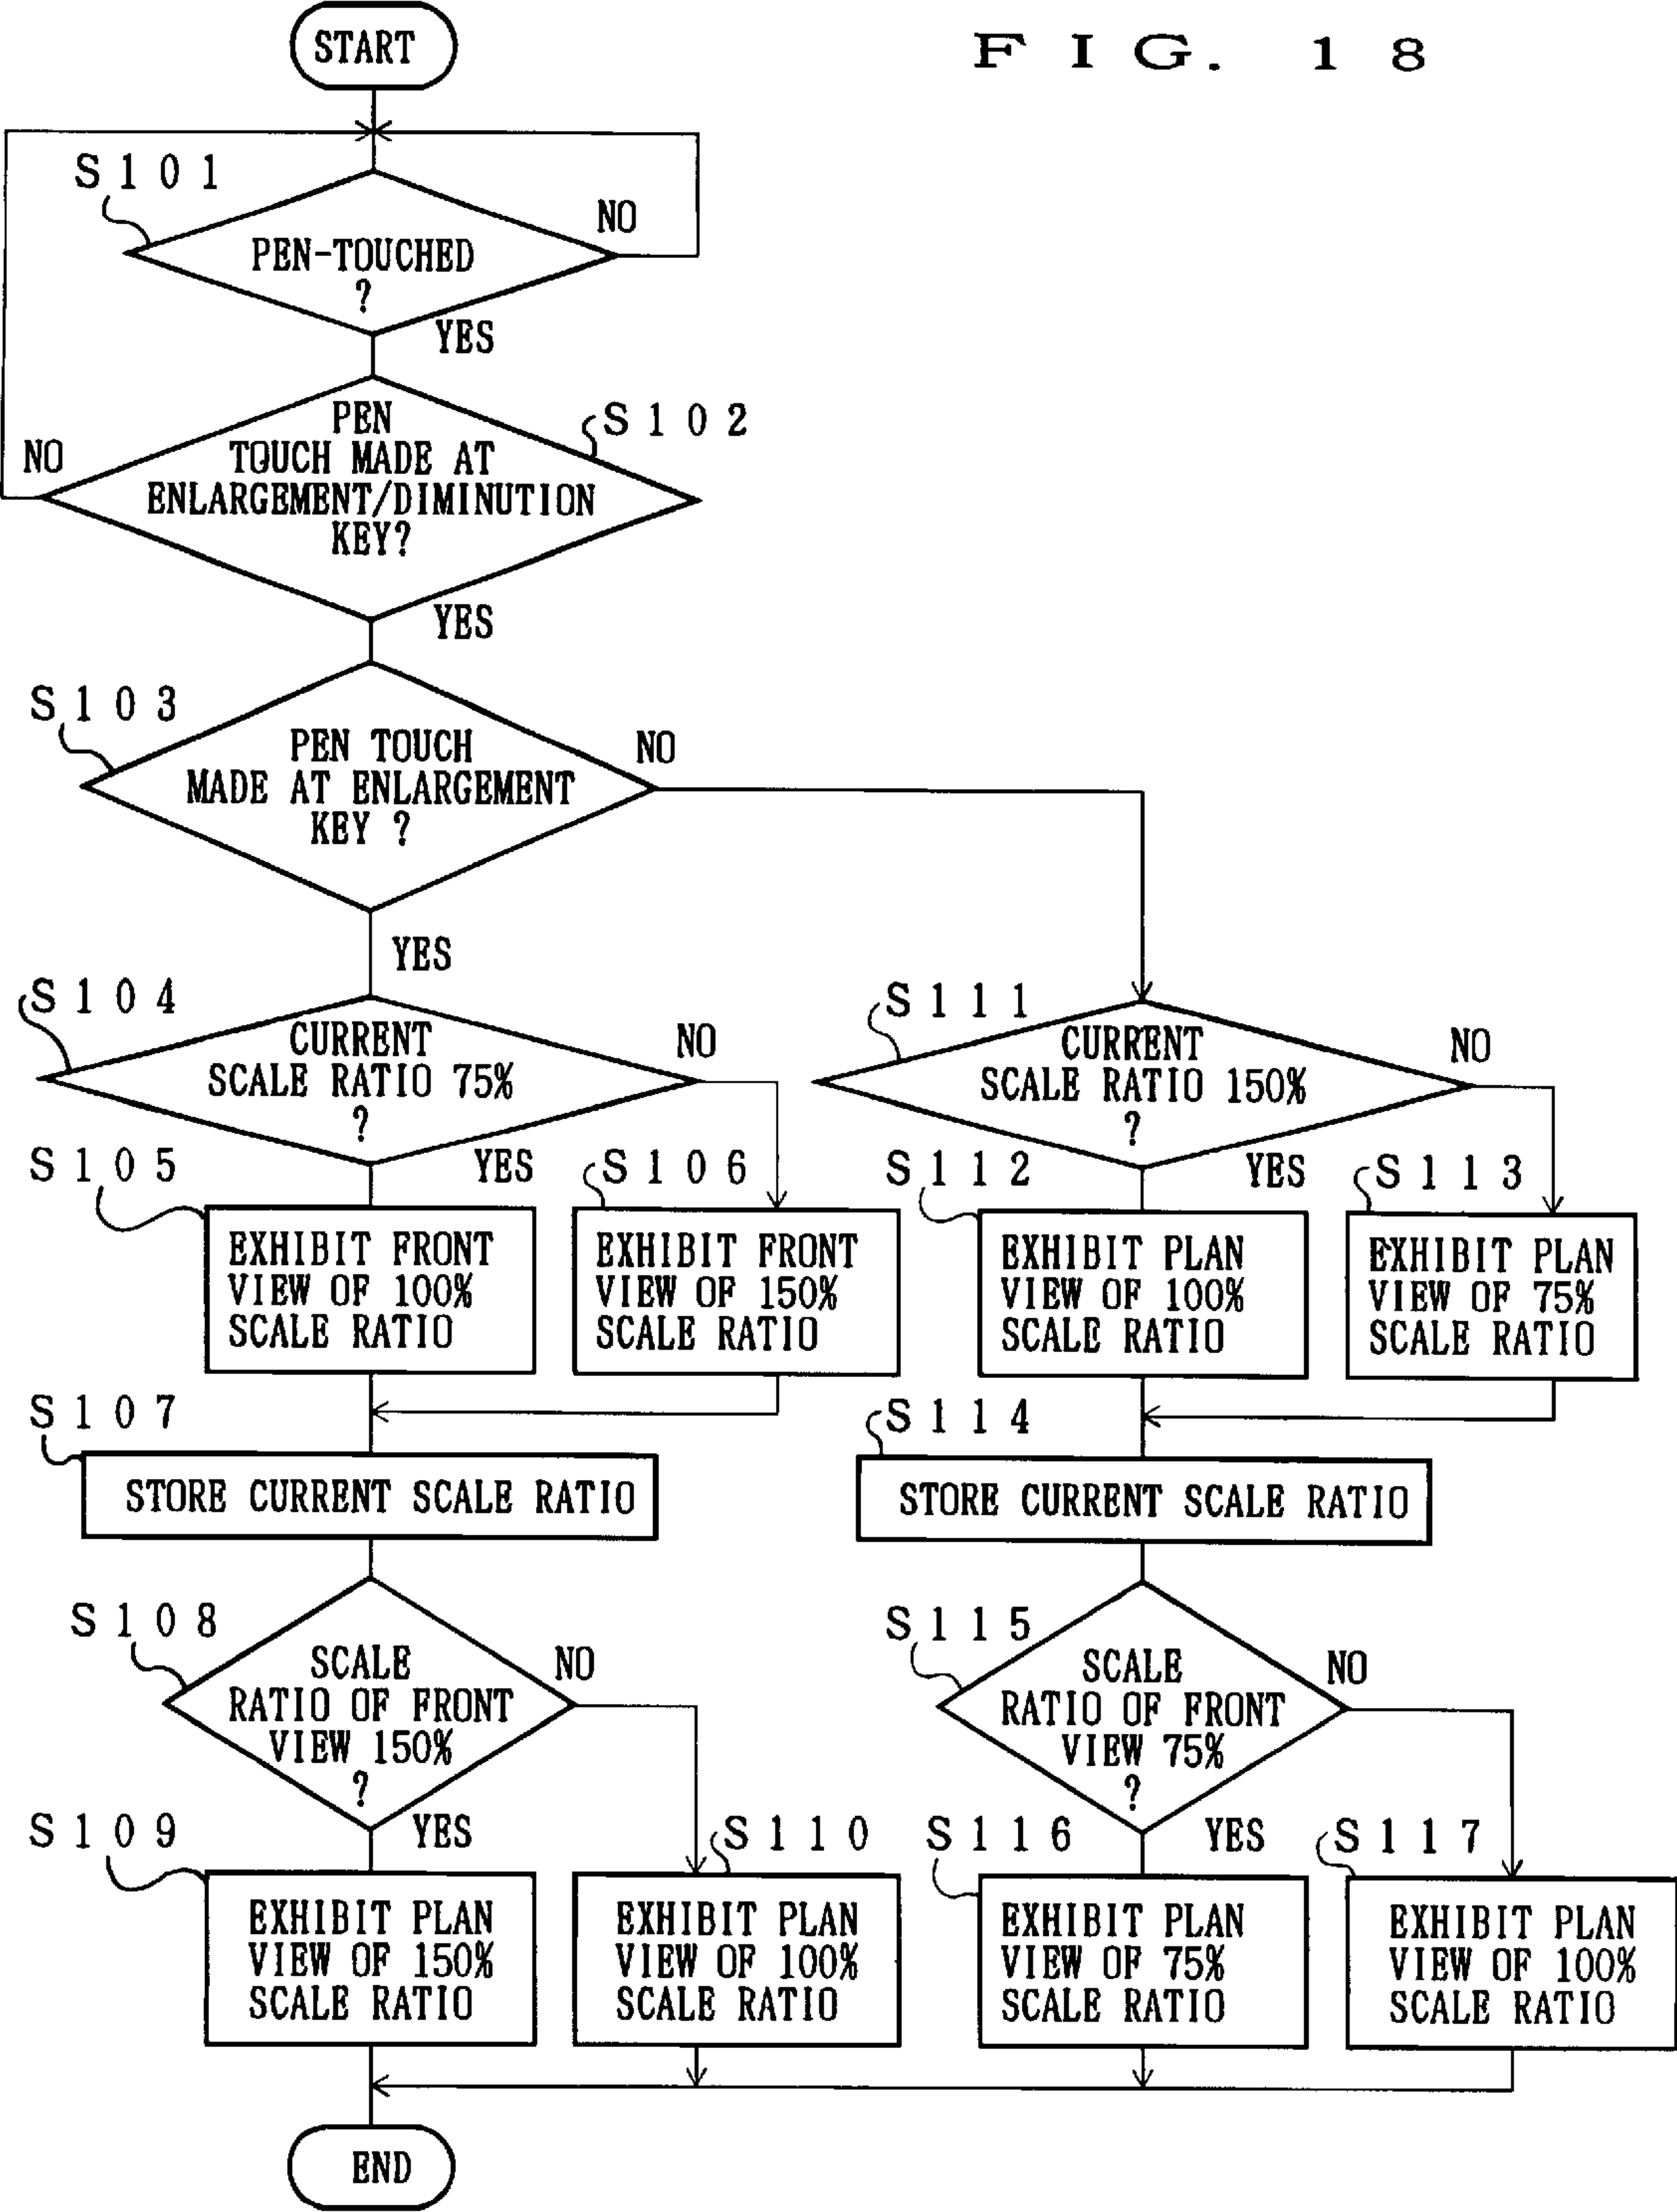 START
F I G. 1 8
S 1 0 1
NO
PEN-TOUCHED
?
YES
PEN
S 1 0 2
NO
TOUCH MADE AT
ENLARGEMENT/DIMINUTION
KEY?
YES
S 1 0 3
PEN TOUCH
NO
MADE AT ENLARGEMENT
KEY ?
YES
S 1 0 4
CURRENT
NO
SCALE RATIO 75%
?
YES
S 1 1 1
CURRENT
NO
SCALE RATIO 150%
?
YES
S 1 0 5
EXHIBIT FRONT
VIEW OF 100%
SCALE RATIO
S 1 0 6
EXHIBIT FRONT
VIEW OF 150%
SCALE RATIO
S 1 1 2
EXHIBIT PLAN
VIEW OF 100%
SCALE RATIO
S 1 1 3
EXHIBIT PLAN
VIEW OF 75%
SCALE RATIO
S 1 0 7
STORE CURRENT SCALE RATIO
S 1 1 4
STORE CURRENT SCALE RATIO
S 1 0 8
SCALE
NO
RATIO OF FRONT
VIEW 150%
?
YES
S 1 1 5
SCALE
NO
RATIO OF FRONT
VIEW 75%
?
YES
S 1 0 9
EXHIBIT PLAN
VIEW OF 150%
SCALE RATIO
S 1 1 0
EXHIBIT PLAN
VIEW OF 100%
SCALE RATIO
S 1 1 6
EXHIBIT PLAN
VIEW OF 75%
SCALE RATIO
S 1 1 7
EXHIBIT PLAN
VIEW OF 100%
SCALE RATIO
END